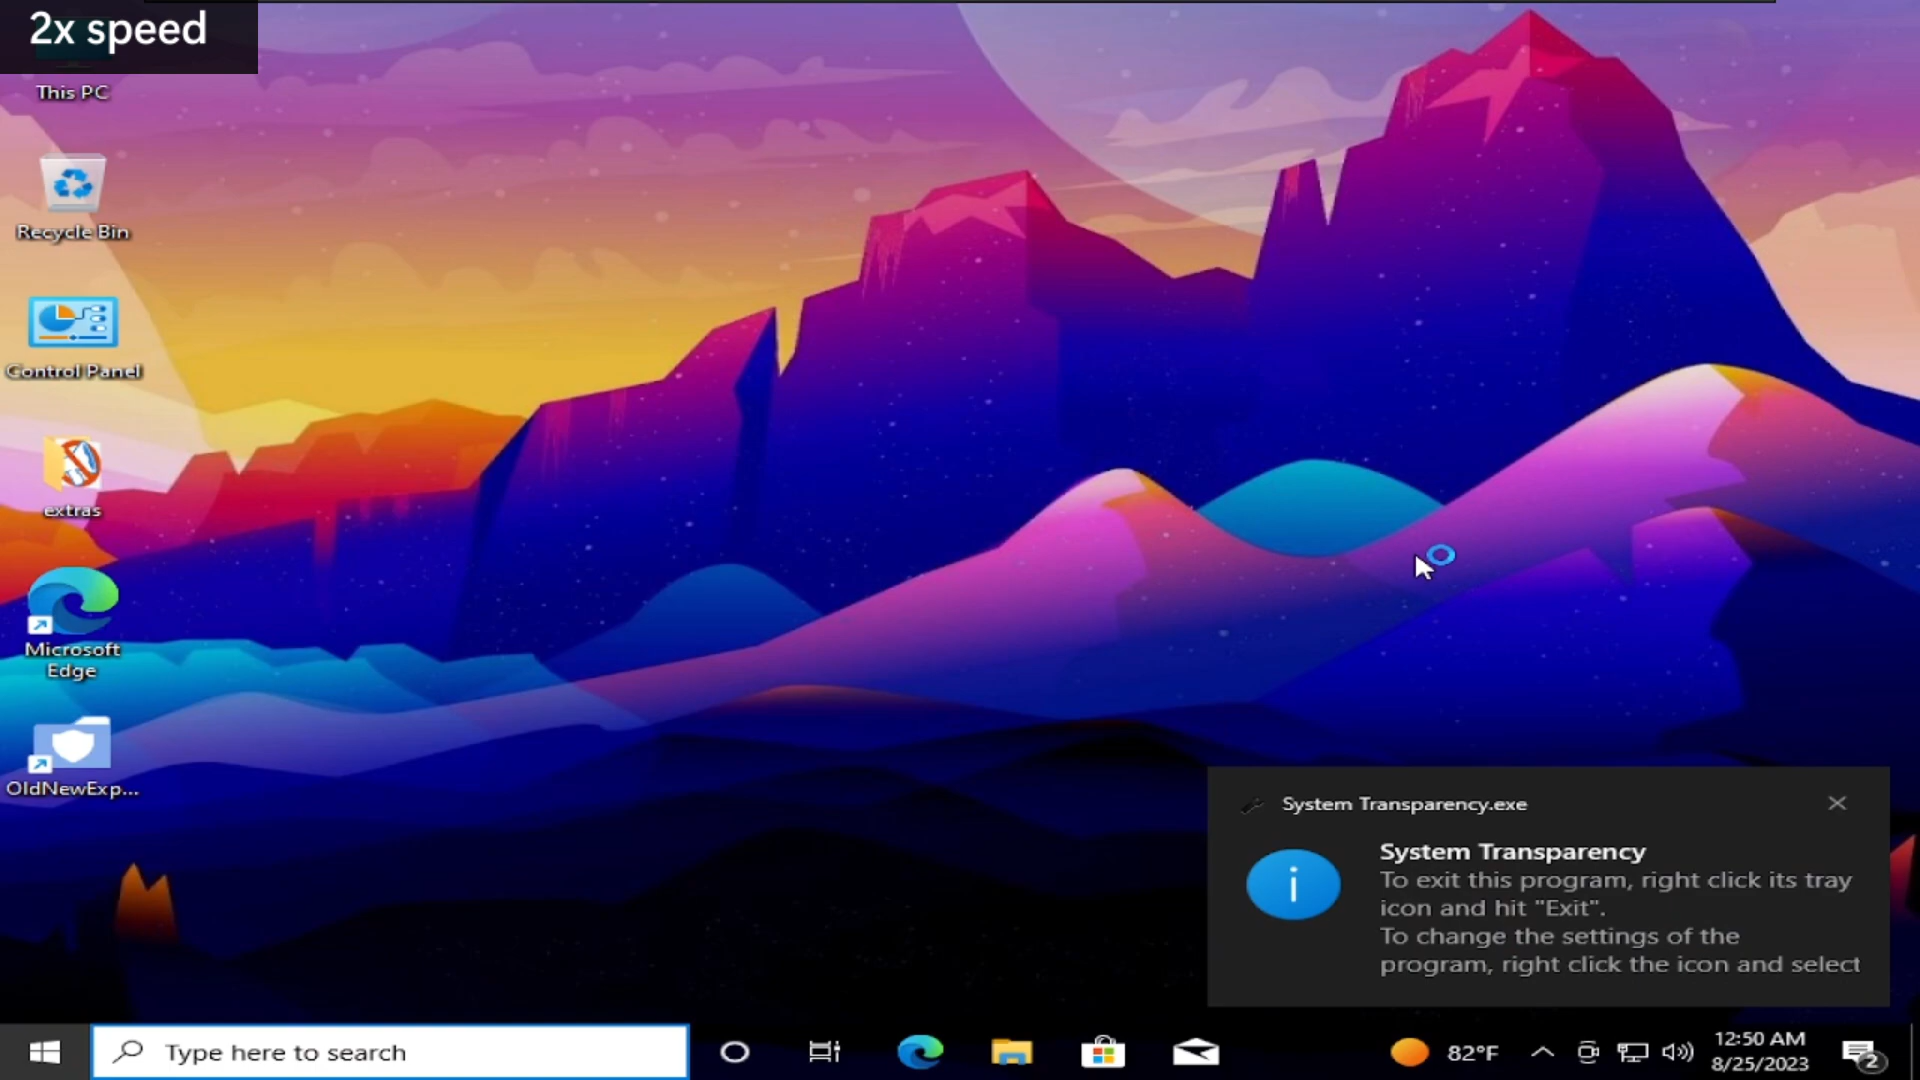 2x speed
This PC
Recycle Bin
Control Panel
extras
Microsoft
Edge
OldNewExp...
System Transparency.exe
System Transparency
To exit this program, right click its tray
icon and hit "Exit".
To change the settings of the
program, right click the icon and select
Type here to search
82°F
12:50 AM
8/25/2023
2